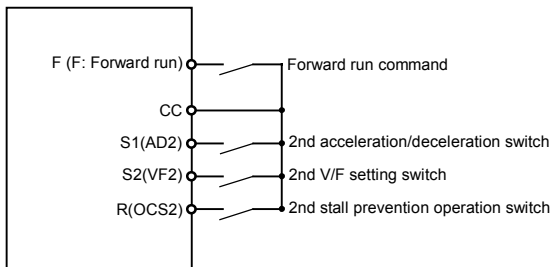 F (F: Forward run) Forward run command
CC
S1(AD2) 2nd acceleration/deceleration switch
S2(VF2) 2nd V/F setting switch
R(OCS2) 2nd stall prevention operation switch